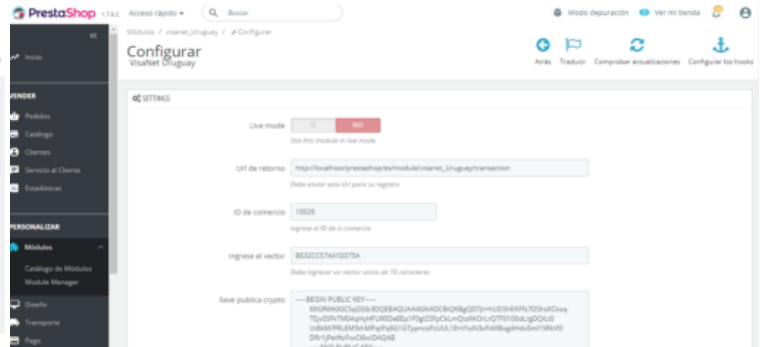 PrestaShop 1.7.8.2 Acceso rápido Buscar Modo depuración Ver mi tienda
Módulos / visanet_Uruguay / Configurar
Configurar
VisaNet Uruguay
Atrás Traducir Comprobar actualizaciones Configurar los hooks
Inicio
VENDER
Pedidos
Catálogo
Clientes
Servicio al Cliente
Estadísticas
PERSONALIZAR
Módulos
Catálogo de Módulos
Module Manager
Diseño
Transporte
Pago
SETTINGS
Live mode SÍ NO
Use this module in live mode
Url de retorno http://localhost/prestashop/es/module/visanet_Uruguay/transaction
Debe enviar esta Url para su registro
ID de comercio 10026
ingrese el ID de si comercio
Ingrese el vector
Debe ingresar un vector unico de 16 caracteres
llave publica crypto -----BEGIN PUBLIC KEY-----